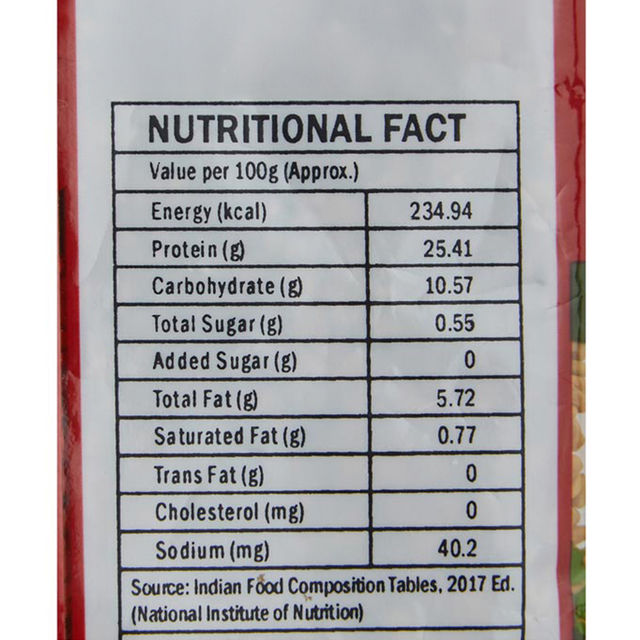 NUTRITIONAL FACT
Value per 100g (Approx.)
Energy (kcal) 234.94
Protein (g) 25.41
Carbohydrate (g) 10.57
Total Sugar (g) 0.55
Added Sugar (g) 0
Total Fat (g) 5.72
Saturated Fat (g) 0.77
Trans Fat (g) 0
Cholesterol (mg) 0
Sodium (mg) 40.2
Source: Indian Food Composition Tables, 2017 Ed.
(National Institute of Nutrition)